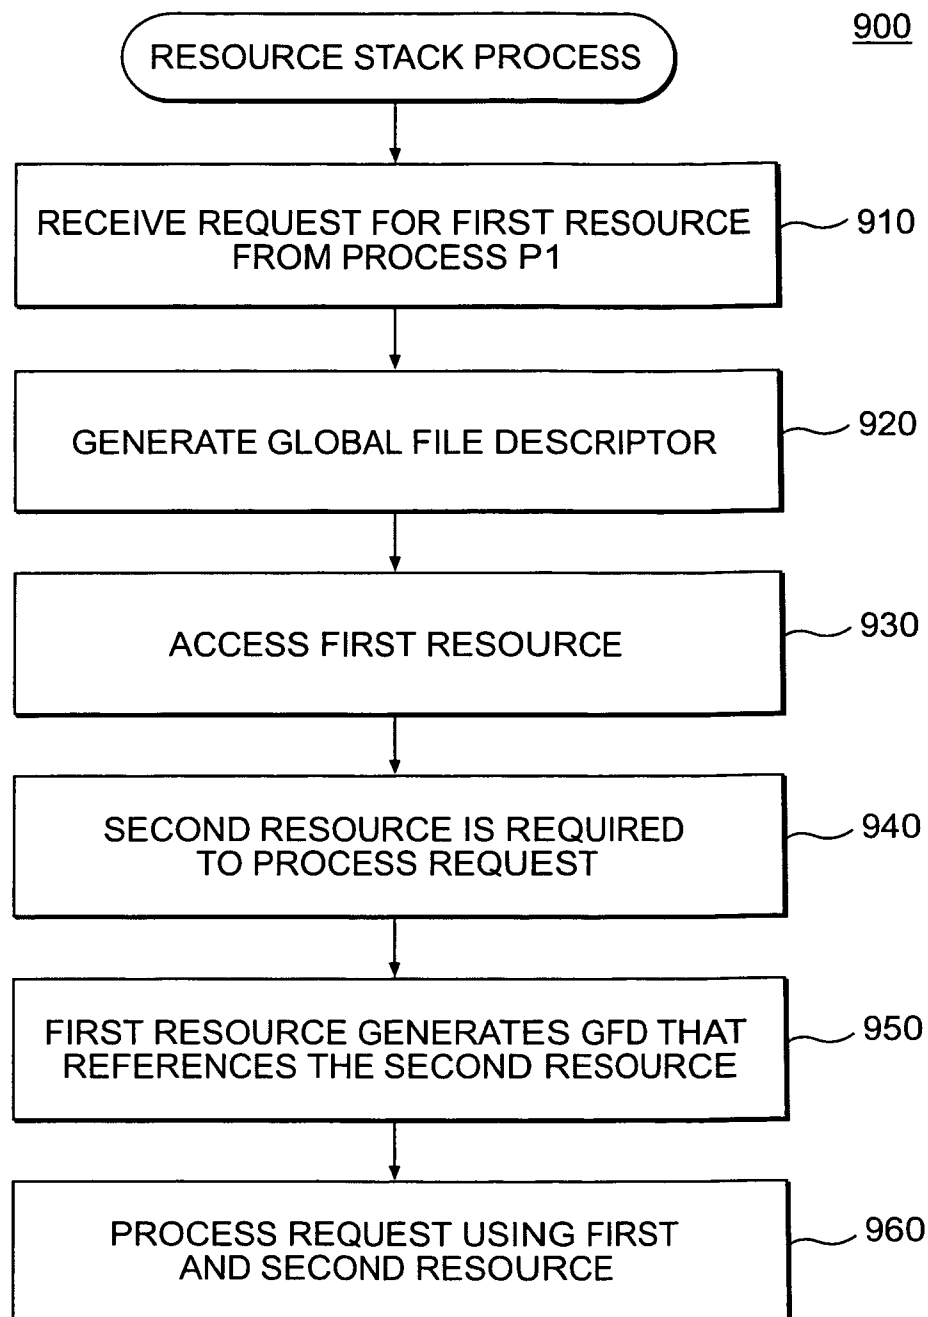 900
RESOURCE STACK PROCESS
RECEIVE REQUEST FOR FIRST RESOURCE
FROM PROCESS P1
910
GENERATE GLOBAL FILE DESCRIPTOR
920
ACCESS FIRST RESOURCE
930
SECOND RESOURCE IS REQUIRED
TO PROCESS REQUEST
940
FIRST RESOURCE GENERATES GFD THAT
REFERENCES THE SECOND RESOURCE
950
PROCESS REQUEST USING FIRST
AND SECOND RESOURCE
960